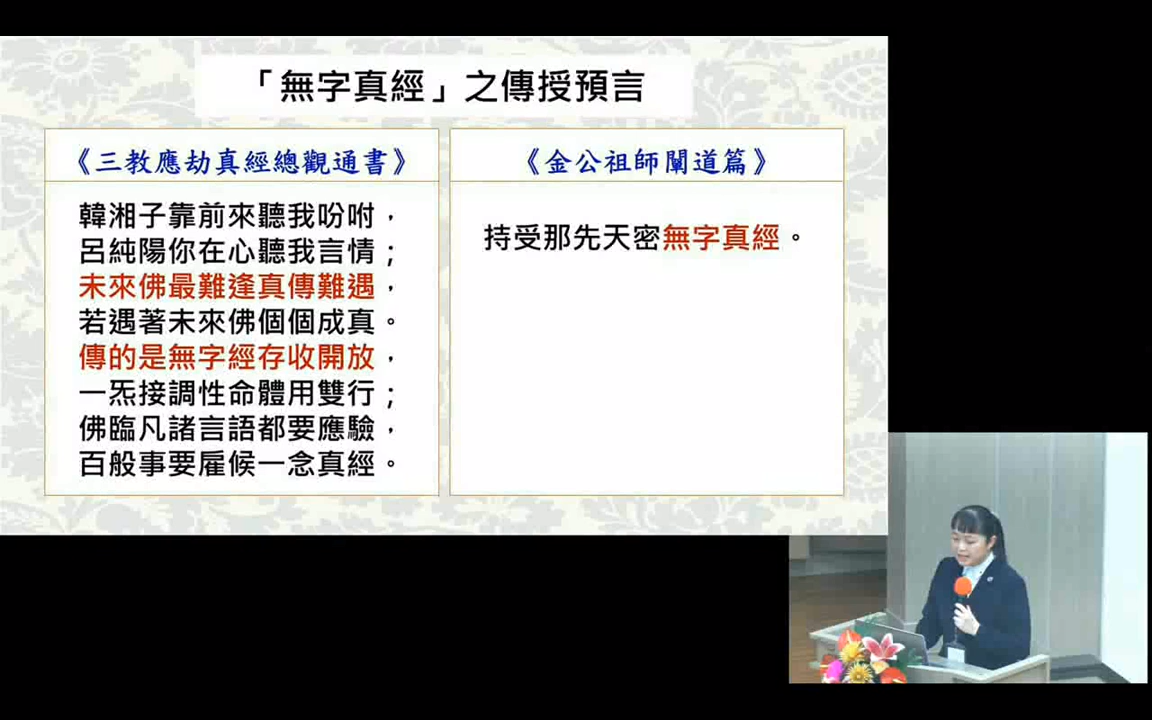 「無字真經」之傳授預言
《三教應劫真經總觀通書》
韓湘子靠前來聽我吩咐，
呂純陽你在心聽我言情；
未來佛最難逢真傳難遇，
若遇著未來佛個個成真。
傳的是無字經存收開放，
一炁接調性命體用雙行；
佛臨凡諸言語都要應驗，
百般事要雇候一念真經。
《金公祖師闡道篇》
持受那先天密無字真經。